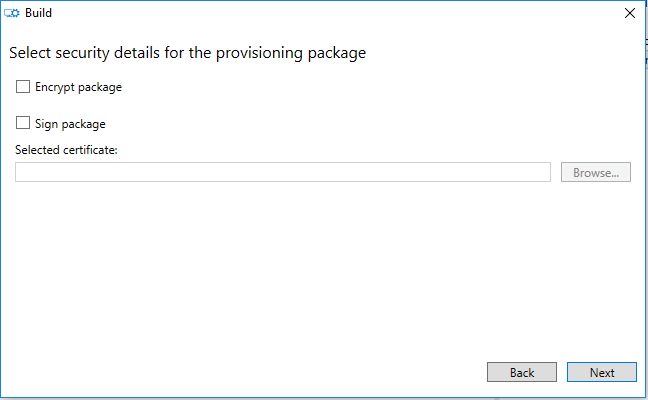 Build
Select security details for the provisioning package
Encrypt package
Sign package
Selected certificate:
Browse...
Back Next